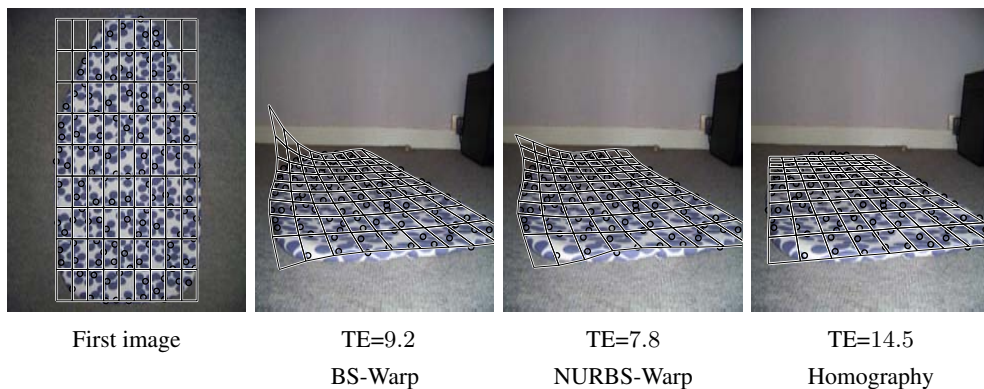 First image
TE=9.2
TE=7.8
TE=14.5
BS-Warp
NURBS-Warp
Homography